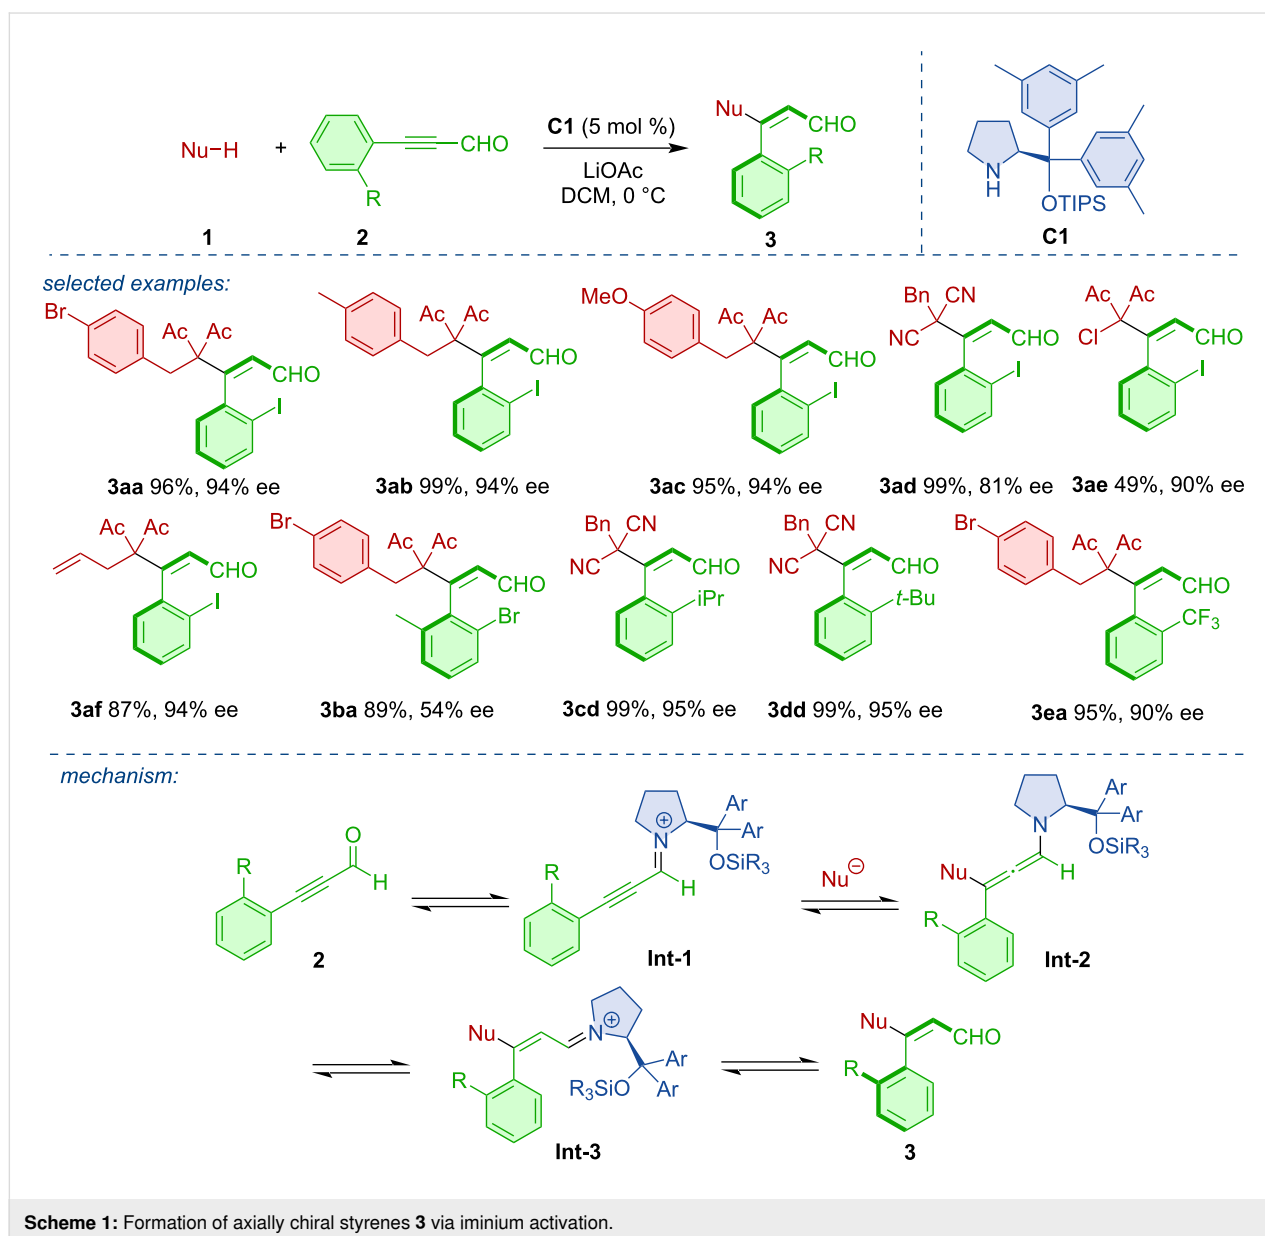 Nu–H + CHO R
C1 (5 mol %)
LiOAc
DCM, 0 °C
Nu CHO R
N H OTIPS
1 2 3 C1
selected examples:
Br Ac Ac CHO I
Ac Ac CHO I
MeO Ac Ac CHO I
Bn CN NC CHO I
Ac Ac Cl CHO I
3aa 96%, 94% ee
3ab 99%, 94% ee
3ac 95%, 94% ee
3ad 99%, 81% ee
3ae 49%, 90% ee
Ac Ac CHO I
Br Ac Ac CHO Br
Bn CN NC CHO iPr
Bn CN NC CHO t-Bu
Br Ac Ac CHO CF3
3af 87%, 94% ee
3ba 89%, 54% ee
3cd 99%, 95% ee
3dd 99%, 95% ee
3ea 95%, 90% ee
mechanism:
R O H
2
R N ⊕ H Ar Ar OSiR3
Int-1
Nu ⊖
Nu R N H Ar Ar OSiR3
Int-2
Nu R N ⊕ R3SiO Ar Ar
Int-3
Nu CHO R
3
Scheme 1: Formation of axially chiral styrenes 3 via iminium activation.